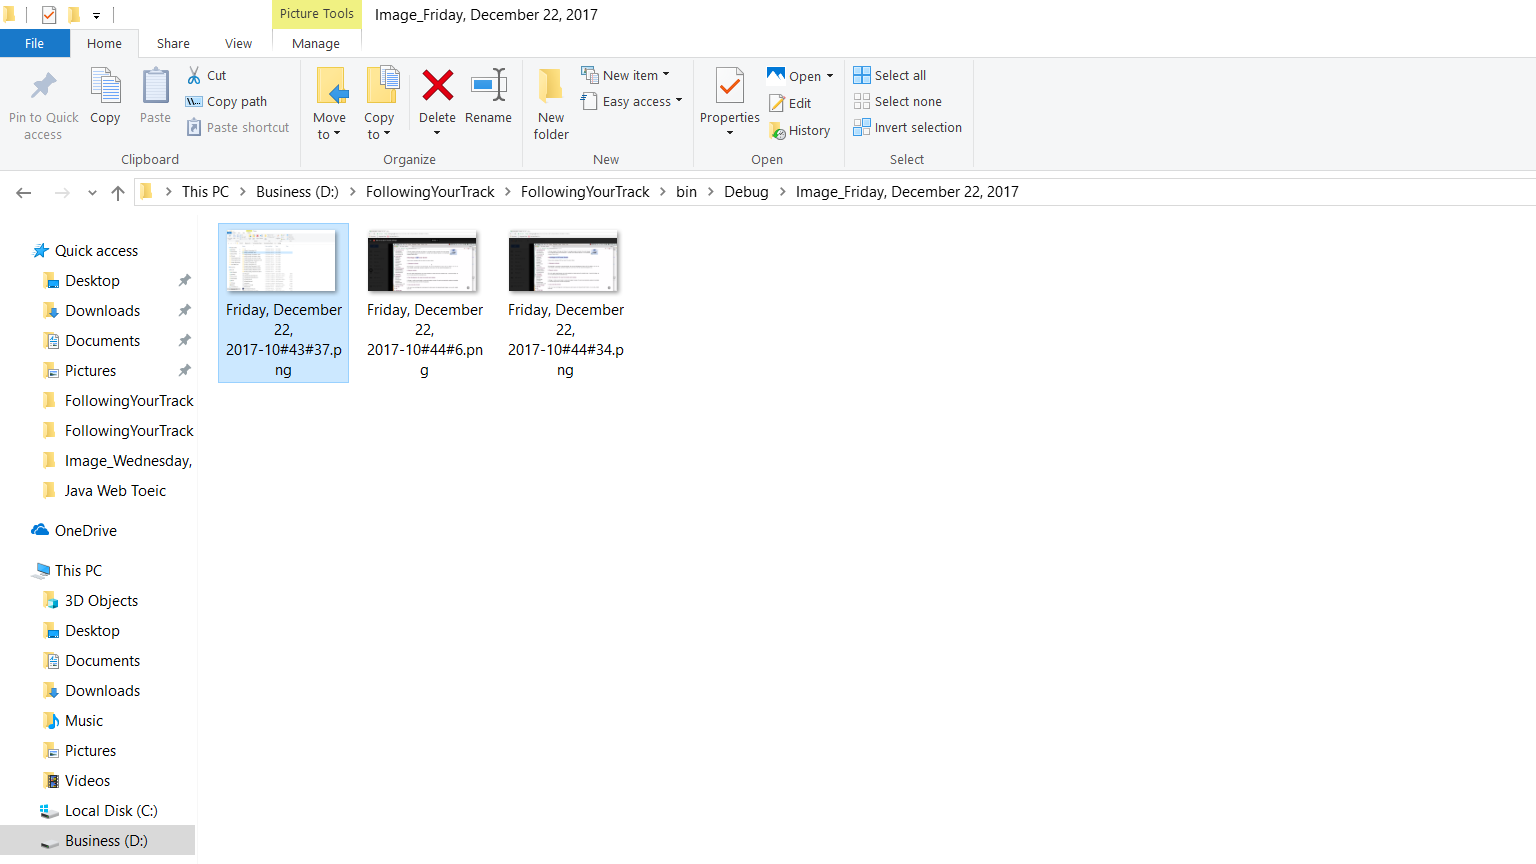 Picture Tools Image_Friday, December 22, 2017
File Home Share View Manage
Pin to Quick access
Copy
Paste
Cut
Copy path
Paste shortcut
Clipboard
Move to
Copy to
Delete
Rename
Organize
New folder
New item
Easy access
New
Properties
Open
Edit
History
Open
Select all
Select none
Invert selection
Select
This PC Business (D:) FollowingYourTrack FollowingYourTrack bin Debug Image_Friday, December 22, 2017
Quick access
Desktop
Downloads
Documents
Pictures
FollowingYourTrack
FollowingYourTrack
Image_Wednesday,
Java Web Toeic
OneDrive
This PC
3D Objects
Desktop
Documents
Downloads
Music
Pictures
Videos
Local Disk (C:)
Business (D:)
Friday, December
22,
2017-10#43#37.p
ng
Friday, December
22,
2017-10#44#6.pn
g
Friday, December
22,
2017-10#44#34.p
ng